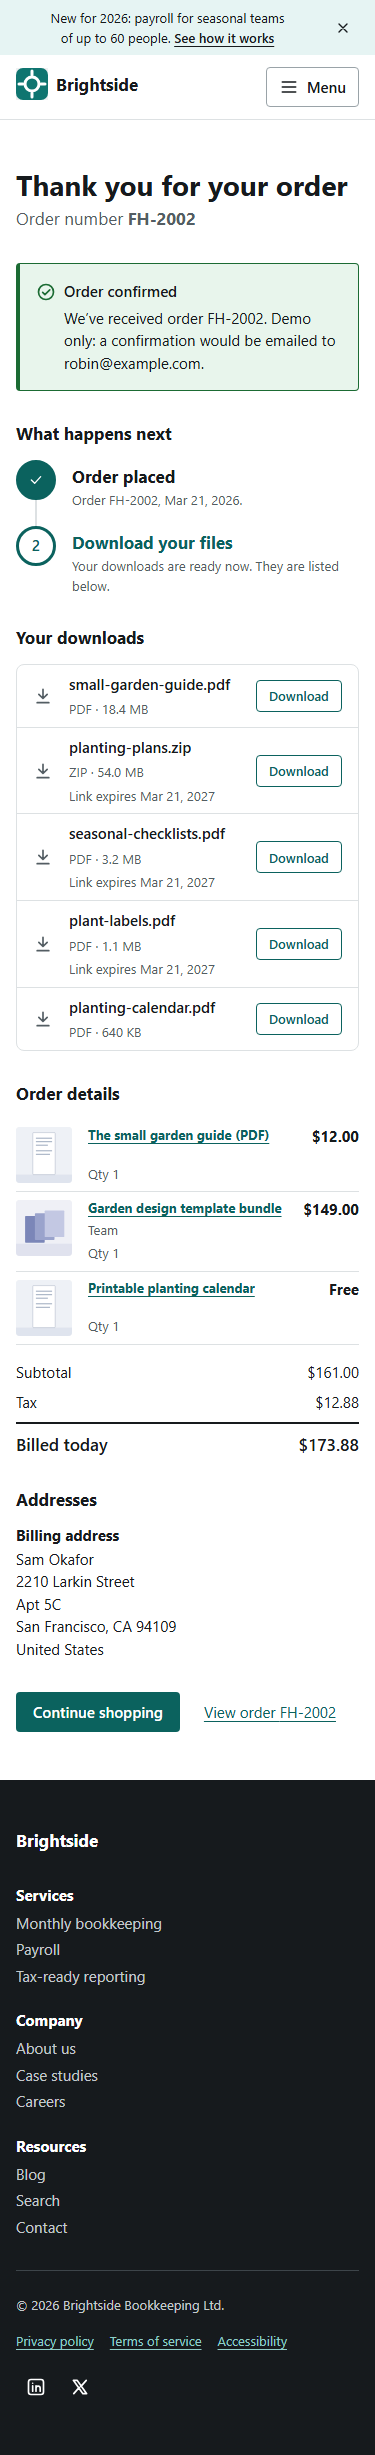 New for 2026: payroll for seasonal teams
of up to 60 people. See how it works
Brightside
Menu
Thank you for your order
Order number FH-2002
Order confirmed
We've received order FH-2002. Demo
only: a confirmation would be emailed to
robin@example.com.
What happens next
Order placed
Order FH-2002, Mar 21, 2026.
2
Download your files
Your downloads are ready now. They are listed
below.
Your downloads
small-garden-guide.pdf
PDF · 18.4 MB
Download
planting-plans.zip
ZIP · 54.0 MB
Link expires Mar 21, 2027
Download
seasonal-checklists.pdf
PDF · 3.2 MB
Link expires Mar 21, 2027
Download
plant-labels.pdf
PDF · 1.1 MB
Link expires Mar 21, 2027
Download
planting-calendar.pdf
PDF · 640 KB
Download
Order details
The small garden guide (PDF) $12.00
Qty 1
Garden design template bundle $149.00
Team
Qty 1
Printable planting calendar Free
Qty 1
Subtotal $161.00
Tax $12.88
Billed today $173.88
Addresses
Billing address
Sam Okafor
2210 Larkin Street
Apt 5C
San Francisco, CA 94109
United States
Continue shopping View order FH-2002
Brightside
Services
Monthly bookkeeping
Payroll
Tax-ready reporting
Company
About us
Case studies
Careers
Resources
Blog
Search
Contact
© 2026 Brightside Bookkeeping Ltd.
Privacy policy Terms of service Accessibility